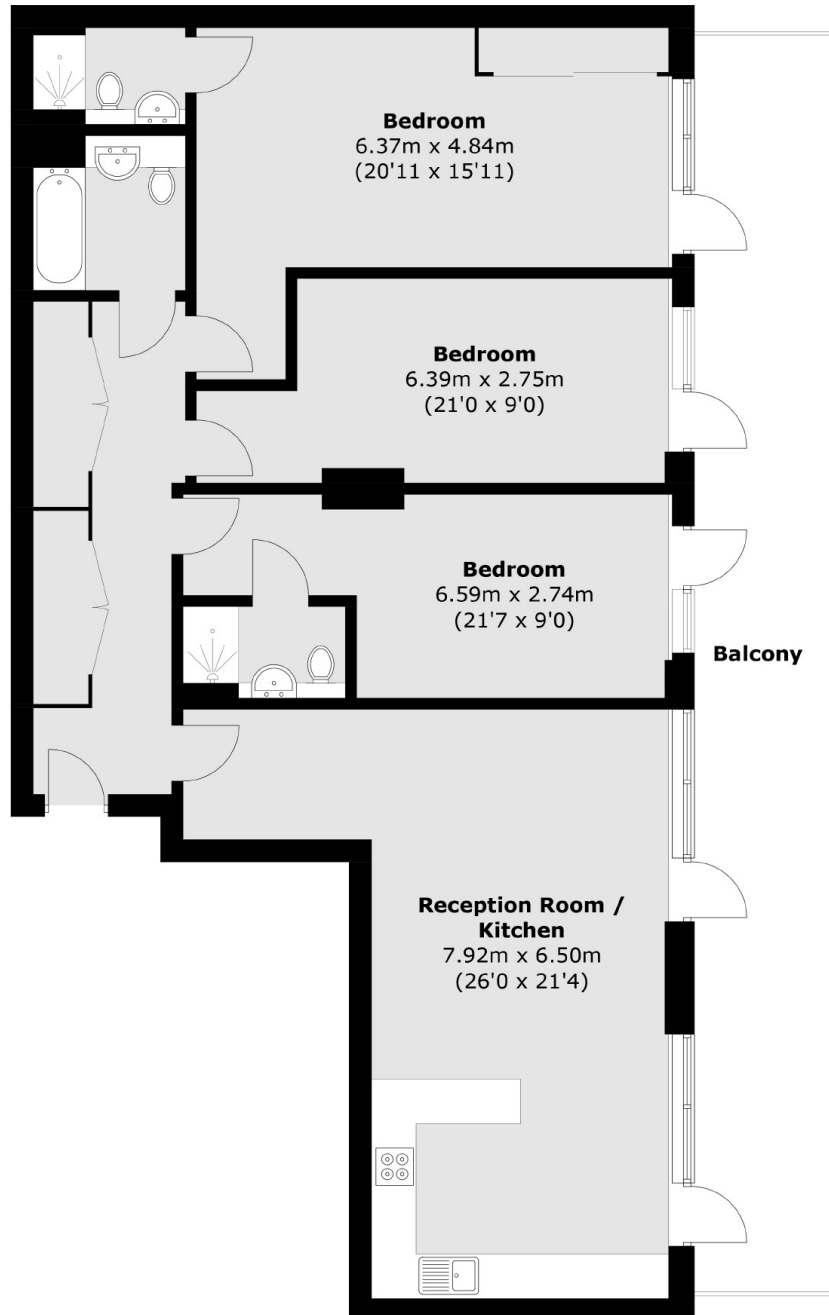 Bedroom
6.37m x 4.84m
(20'11 x 15'11)
Bedroom
6.39m x 2.75m
(21'0 x 9'0)
Bedroom
6.59m x 2.74m
(21'7 x 9'0)
Balcony
Reception Room /
Kitchen
7.92m x 6.50m
(26'0 x 21'4)